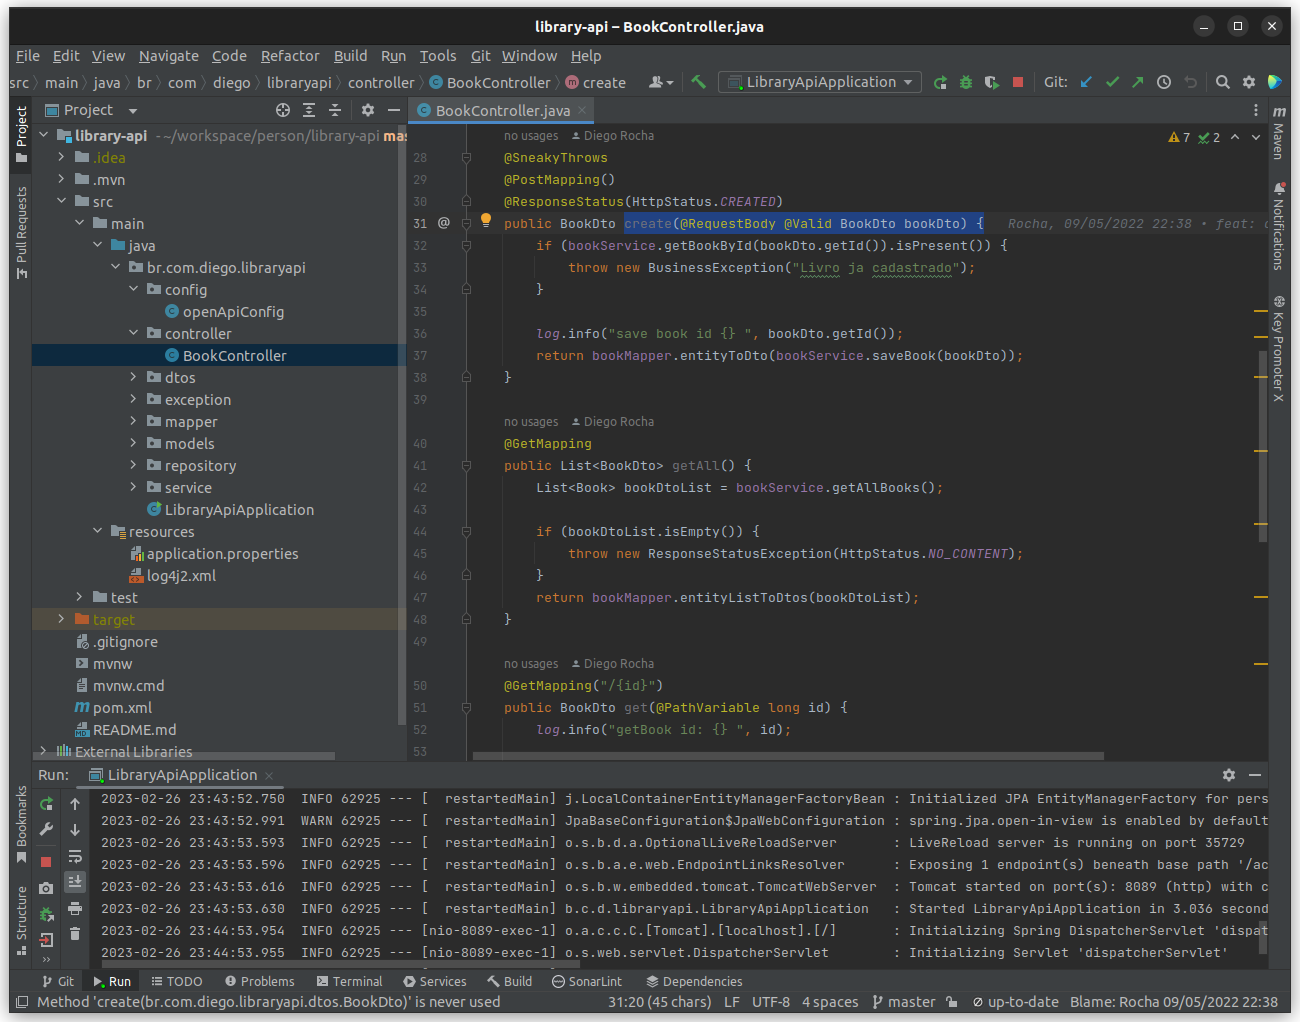 library-api – BookController.java
File Edit View Navigate Code Refactor Build Run Tools Git Window Help
src main java br com diego libraryapi controller BookController create LibraryApiApplication Git:
Project
BookController.java
Project
Pull Requests
Bookmarks
Structure
library-api ~/workspace/person/library-api mas
.idea
.mvn
src
main
java
br.com.diego.libraryapi
config
openApiConfig
controller
BookController
dtos
exception
mapper
models
repository
service
LibraryApiApplication
resources
application.properties
log4j2.xml
test
target
.gitignore
mvnw
mvnw.cmd
pom.xml
README.md
External Libraries
7 2
no usages Diego Rocha
28 @SneakyThrows
29 @PostMapping()
30 @ResponseStatus(HttpStatus.CREATED)
31 @ public BookDto create(@RequestBody @Valid BookDto bookDto) { Rocha, 09/05/2022 22:38 • feat: c
32 if (bookService.getBookById(bookDto.getId()).isPresent()) {
33 throw new BusinessException("Livro ja cadastrado");
34 }
35
36 log.info("save book id {} ", bookDto.getId());
37 return bookMapper.entityToDto(bookService.saveBook(bookDto));
38 }
39
no usages Diego Rocha
40 @GetMapping
41 public List<BookDto> getAll() {
42 List<Book> bookDtoList = bookService.getAllBooks();
43
44 if (bookDtoList.isEmpty()) {
45 throw new ResponseStatusException(HttpStatus.NO_CONTENT);
46 }
47 return bookMapper.entityListToDtos(bookDtoList);
48 }
49
no usages Diego Rocha
50 @GetMapping("/{id}")
51 public BookDto get(@PathVariable long id) {
52 log.info("getBook id: {} ", id);
53
m
Maven
Notifications
Key Promoter X
Run: LibraryApiApplication
2023-02-26 23:43:52.750 INFO 62925 --- [ restartedMain] j.LocalContainerEntityManagerFactoryBean : Initialized JPA EntityManagerFactory for pers
2023-02-26 23:43:52.991 WARN 62925 --- [ restartedMain] JpaBaseConfiguration$JpaWebConfiguration : spring.jpa.open-in-view is enabled by default
2023-02-26 23:43:53.593 INFO 62925 --- [ restartedMain] o.s.b.d.a.OptionalLiveReloadServer : LiveReload server is running on port 35729
2023-02-26 23:43:53.596 INFO 62925 --- [ restartedMain] o.s.b.a.e.web.EndpointLinksResolver : Exposing 1 endpoint(s) beneath base path '/ac
2023-02-26 23:43:53.616 INFO 62925 --- [ restartedMain] o.s.b.w.embedded.tomcat.TomcatWebServer : Tomcat started on port(s): 8089 (http) with c
2023-02-26 23:43:53.630 INFO 62925 --- [ restartedMain] b.c.d.libraryapi.LibraryApiApplication : Started LibraryApiApplication in 3.036 second
2023-02-26 23:43:53.954 INFO 62925 --- [nio-8089-exec-1] o.a.c.c.C.[Tomcat].[localhost].[/] : Initializing Spring DispatcherServlet 'dispat
2023-02-26 23:43:53.955 INFO 62925 --- [nio-8089-exec-1] o.s.web.servlet.DispatcherServlet : Initializing Servlet 'dispatcherServlet'
Git Run TODO Problems Terminal Services Build SonarLint Dependencies
Method 'create(br.com.diego.libraryapi.dtos.BookDto)' is never used 31:20 (45 chars) LF UTF-8 4 spaces master up-to-date Blame: Rocha 09/05/2022 22:38